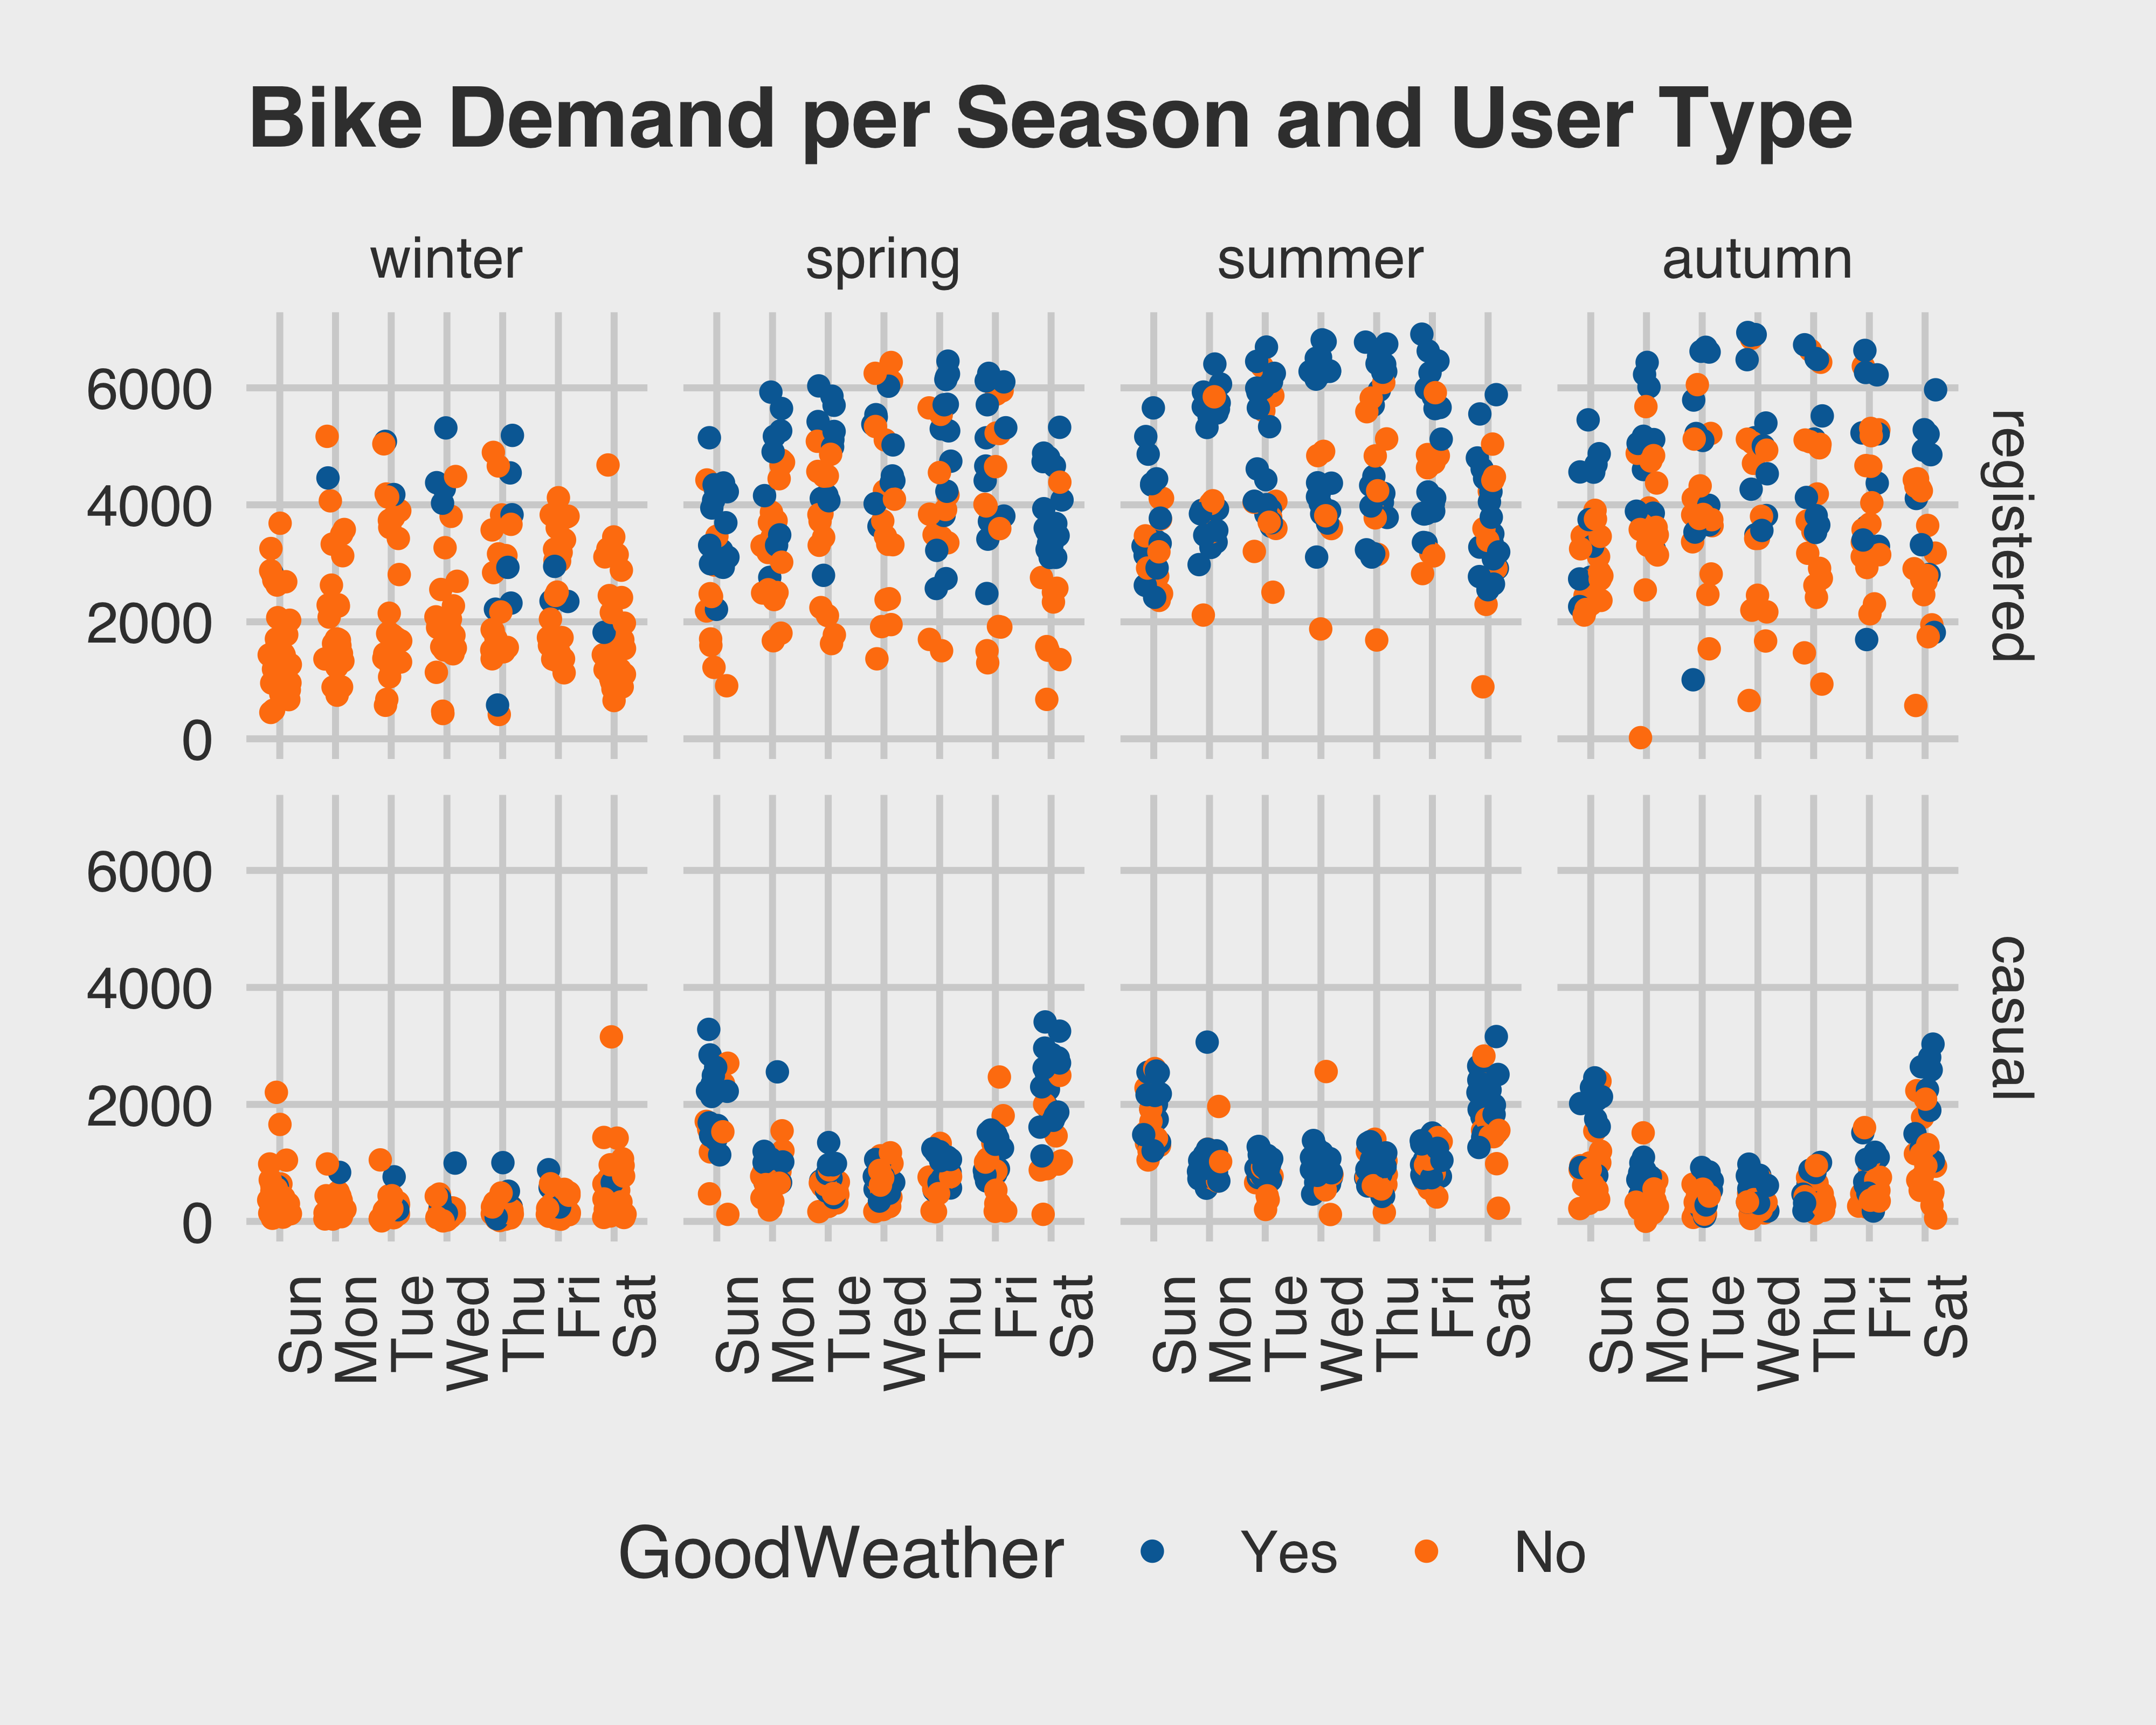 Bike Demand per Season and User Type
winter spring summer autumn
6000
4000
2000
0
registered
6000
4000
2000
0
casual
Sun Mon Tue Wed Thu Fri Sat Sun Mon Tue Wed Thu Fri Sat Sun Mon Tue Wed Thu Fri Sat Sun Mon Tue Wed Thu Fri Sat
GoodWeather Yes No